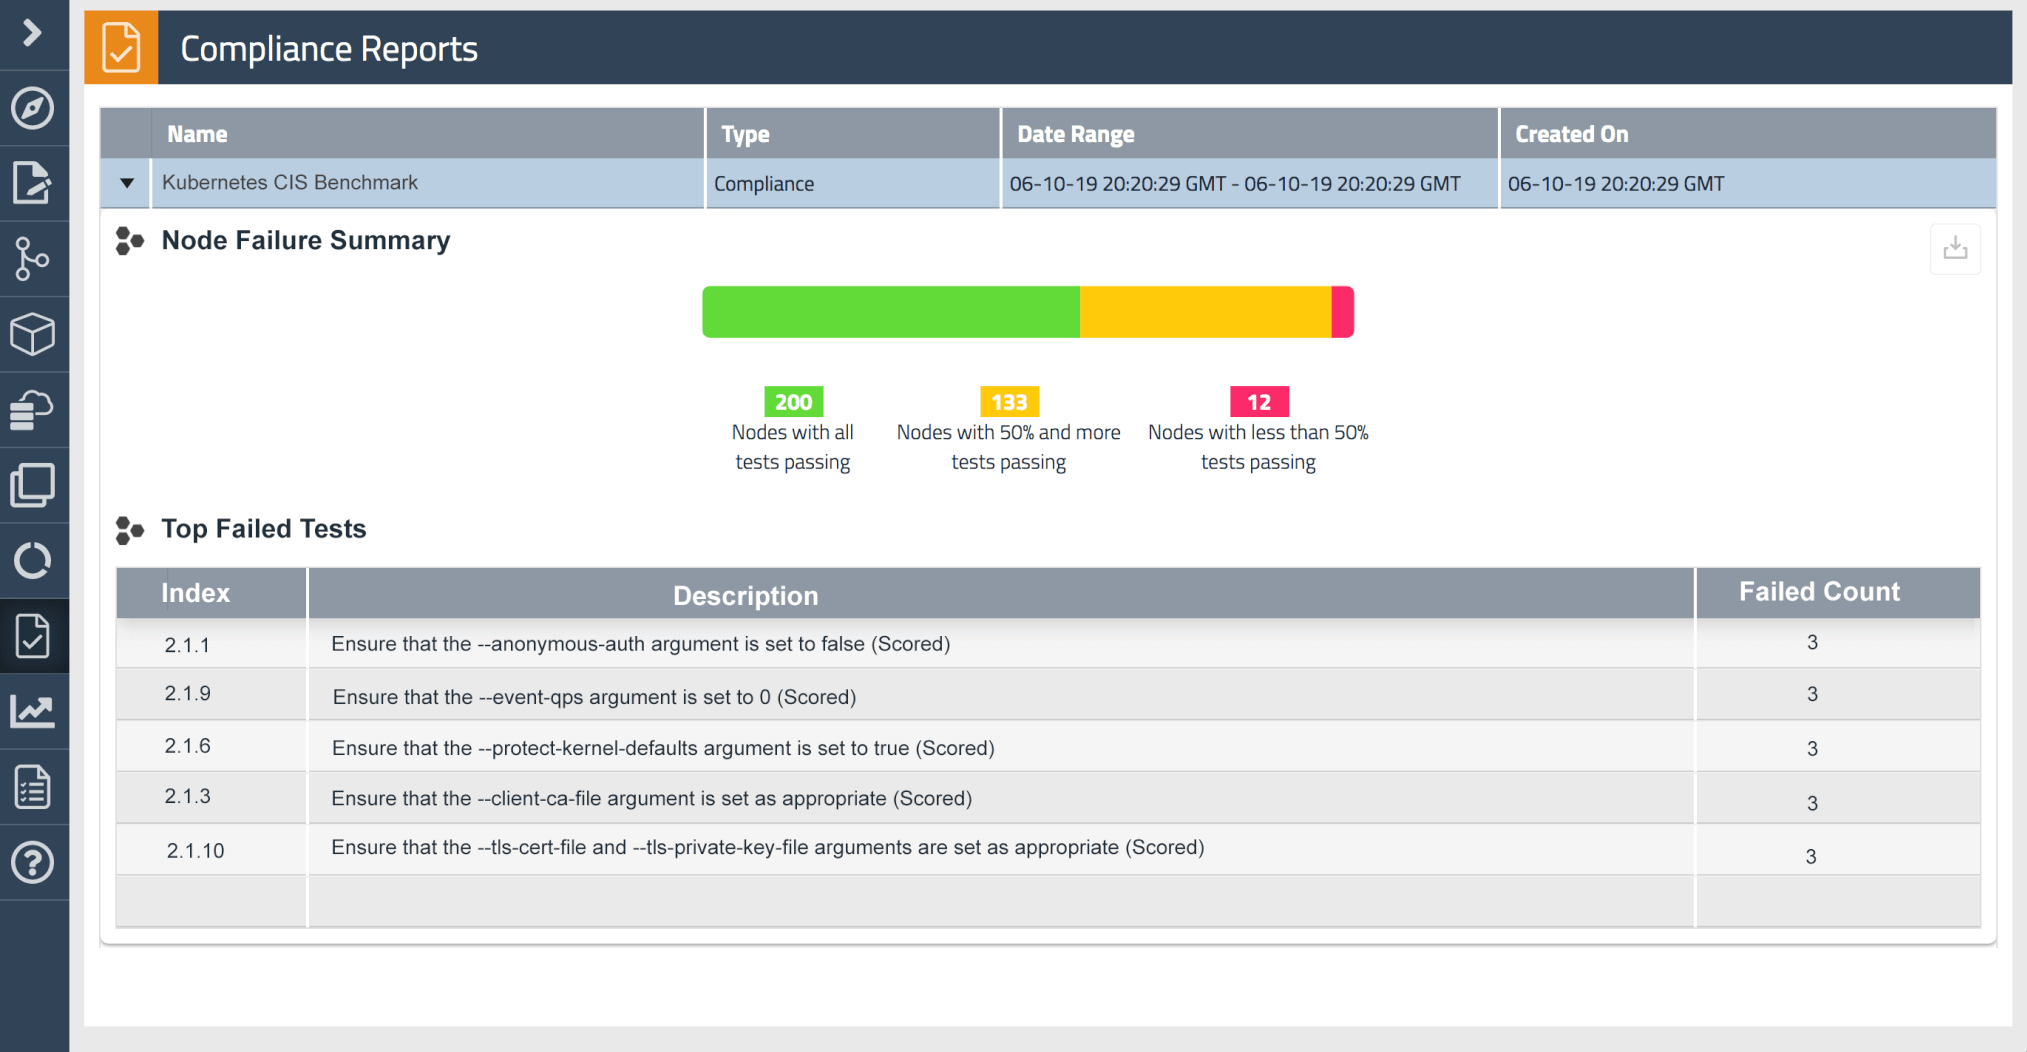 Compliance Reports
Name Type Date Range Created On
Kubernetes CIS Benchmark Compliance 06-10-19 20:20:29 GMT - 06-10-19 20:20:29 GMT 06-10-19 20:20:29 GMT
Node Failure Summary
200 133 12
Nodes with all Nodes with 50% and more Nodes with less than 50%
tests passing tests passing tests passing
Top Failed Tests
Index Description Failed Count
2.1.1 Ensure that the --anonymous-auth argument is set to false (Scored) 3
2.1.9 Ensure that the --event-qps argument is set to 0 (Scored) 3
2.1.6 Ensure that the --protect-kernel-defaults argument is set to true (Scored) 3
2.1.3 Ensure that the --client-ca-file argument is set as appropriate (Scored) 3
2.1.10 Ensure that the --tls-cert-file and --tls-private-key-file arguments are set as appropriate (Scored) 3